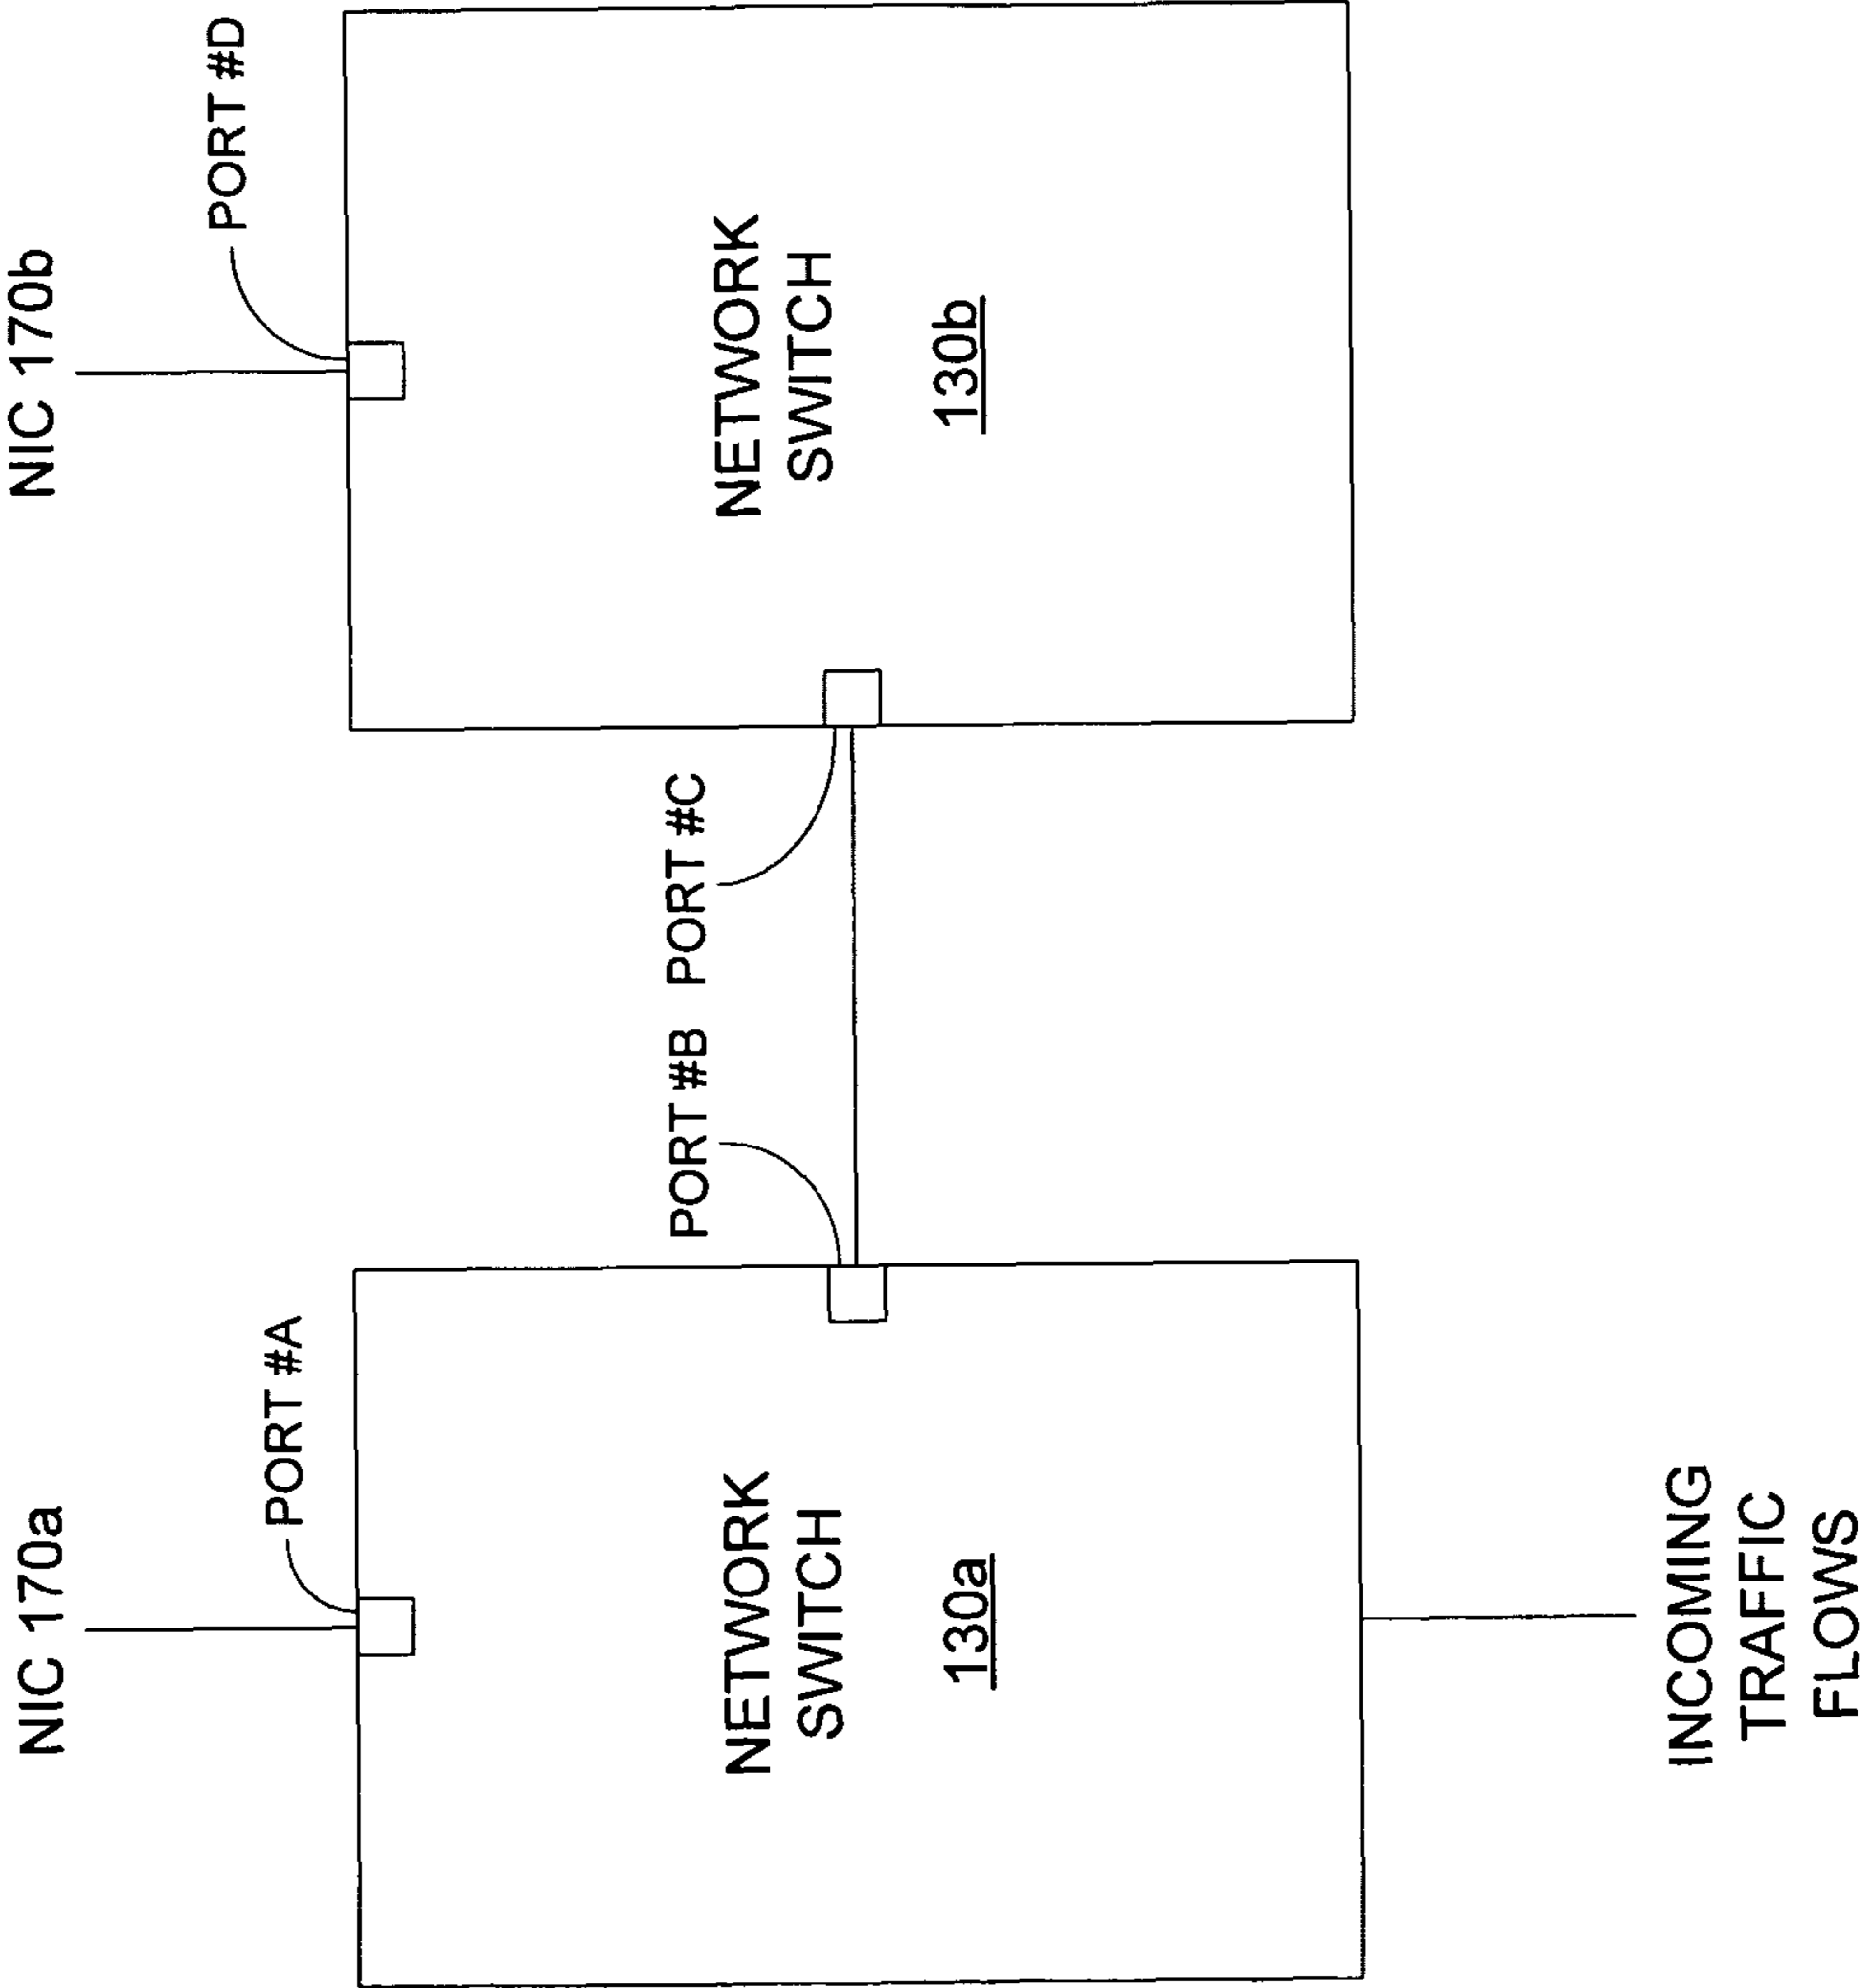 NIC 170a
NIC 170b
PORT #A
PORT #D
PORT #B
PORT #C
NETWORK
SWITCH
130a
NETWORK
SWITCH
130b
INCOMING
TRAFFIC
FLOWS